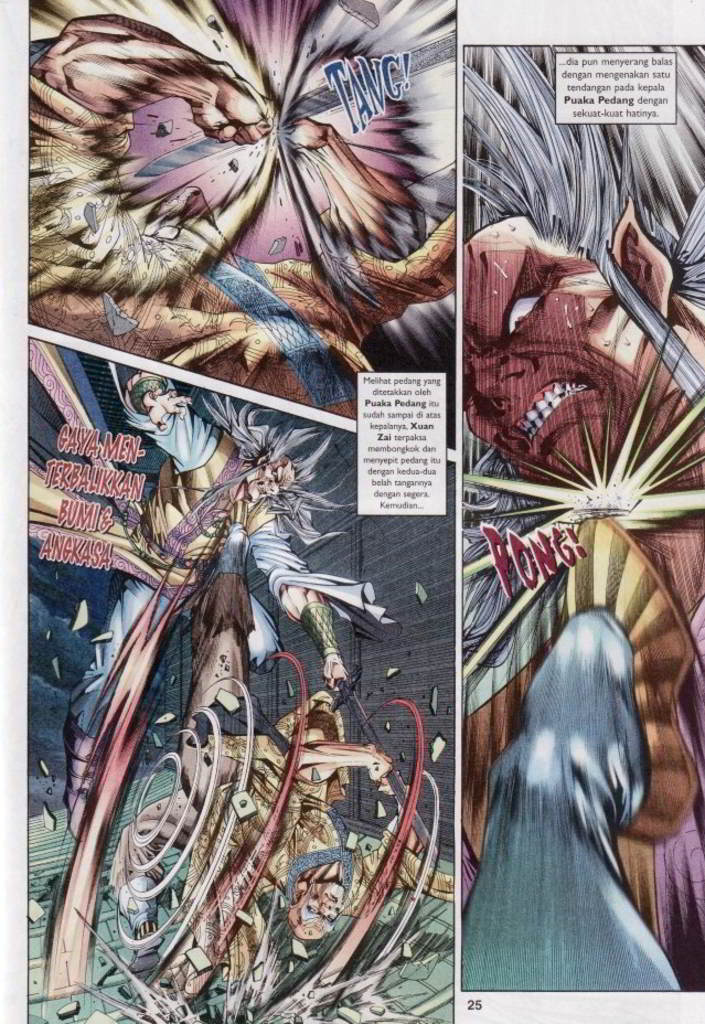 TANG!
Melihat pedang yang
ditetakkan oleh
Puaka Pedang itu
sudah sampai di atas
kepalanya, Xuan
Zai terpaksa
membongkok dan
menyepit pedang itu
dengan kedua-dua
belah tangannya
dengan segera.
Kemudian...
GAYA MEN-
TERBALIKKAN
BUMI &
ANGKASA
...dia pun menyerang balas
dengan mengenakan satu
tendangan pada kepala
Puaka Pedang dengan
sekuat-kuat hatinya.
PONG!
25